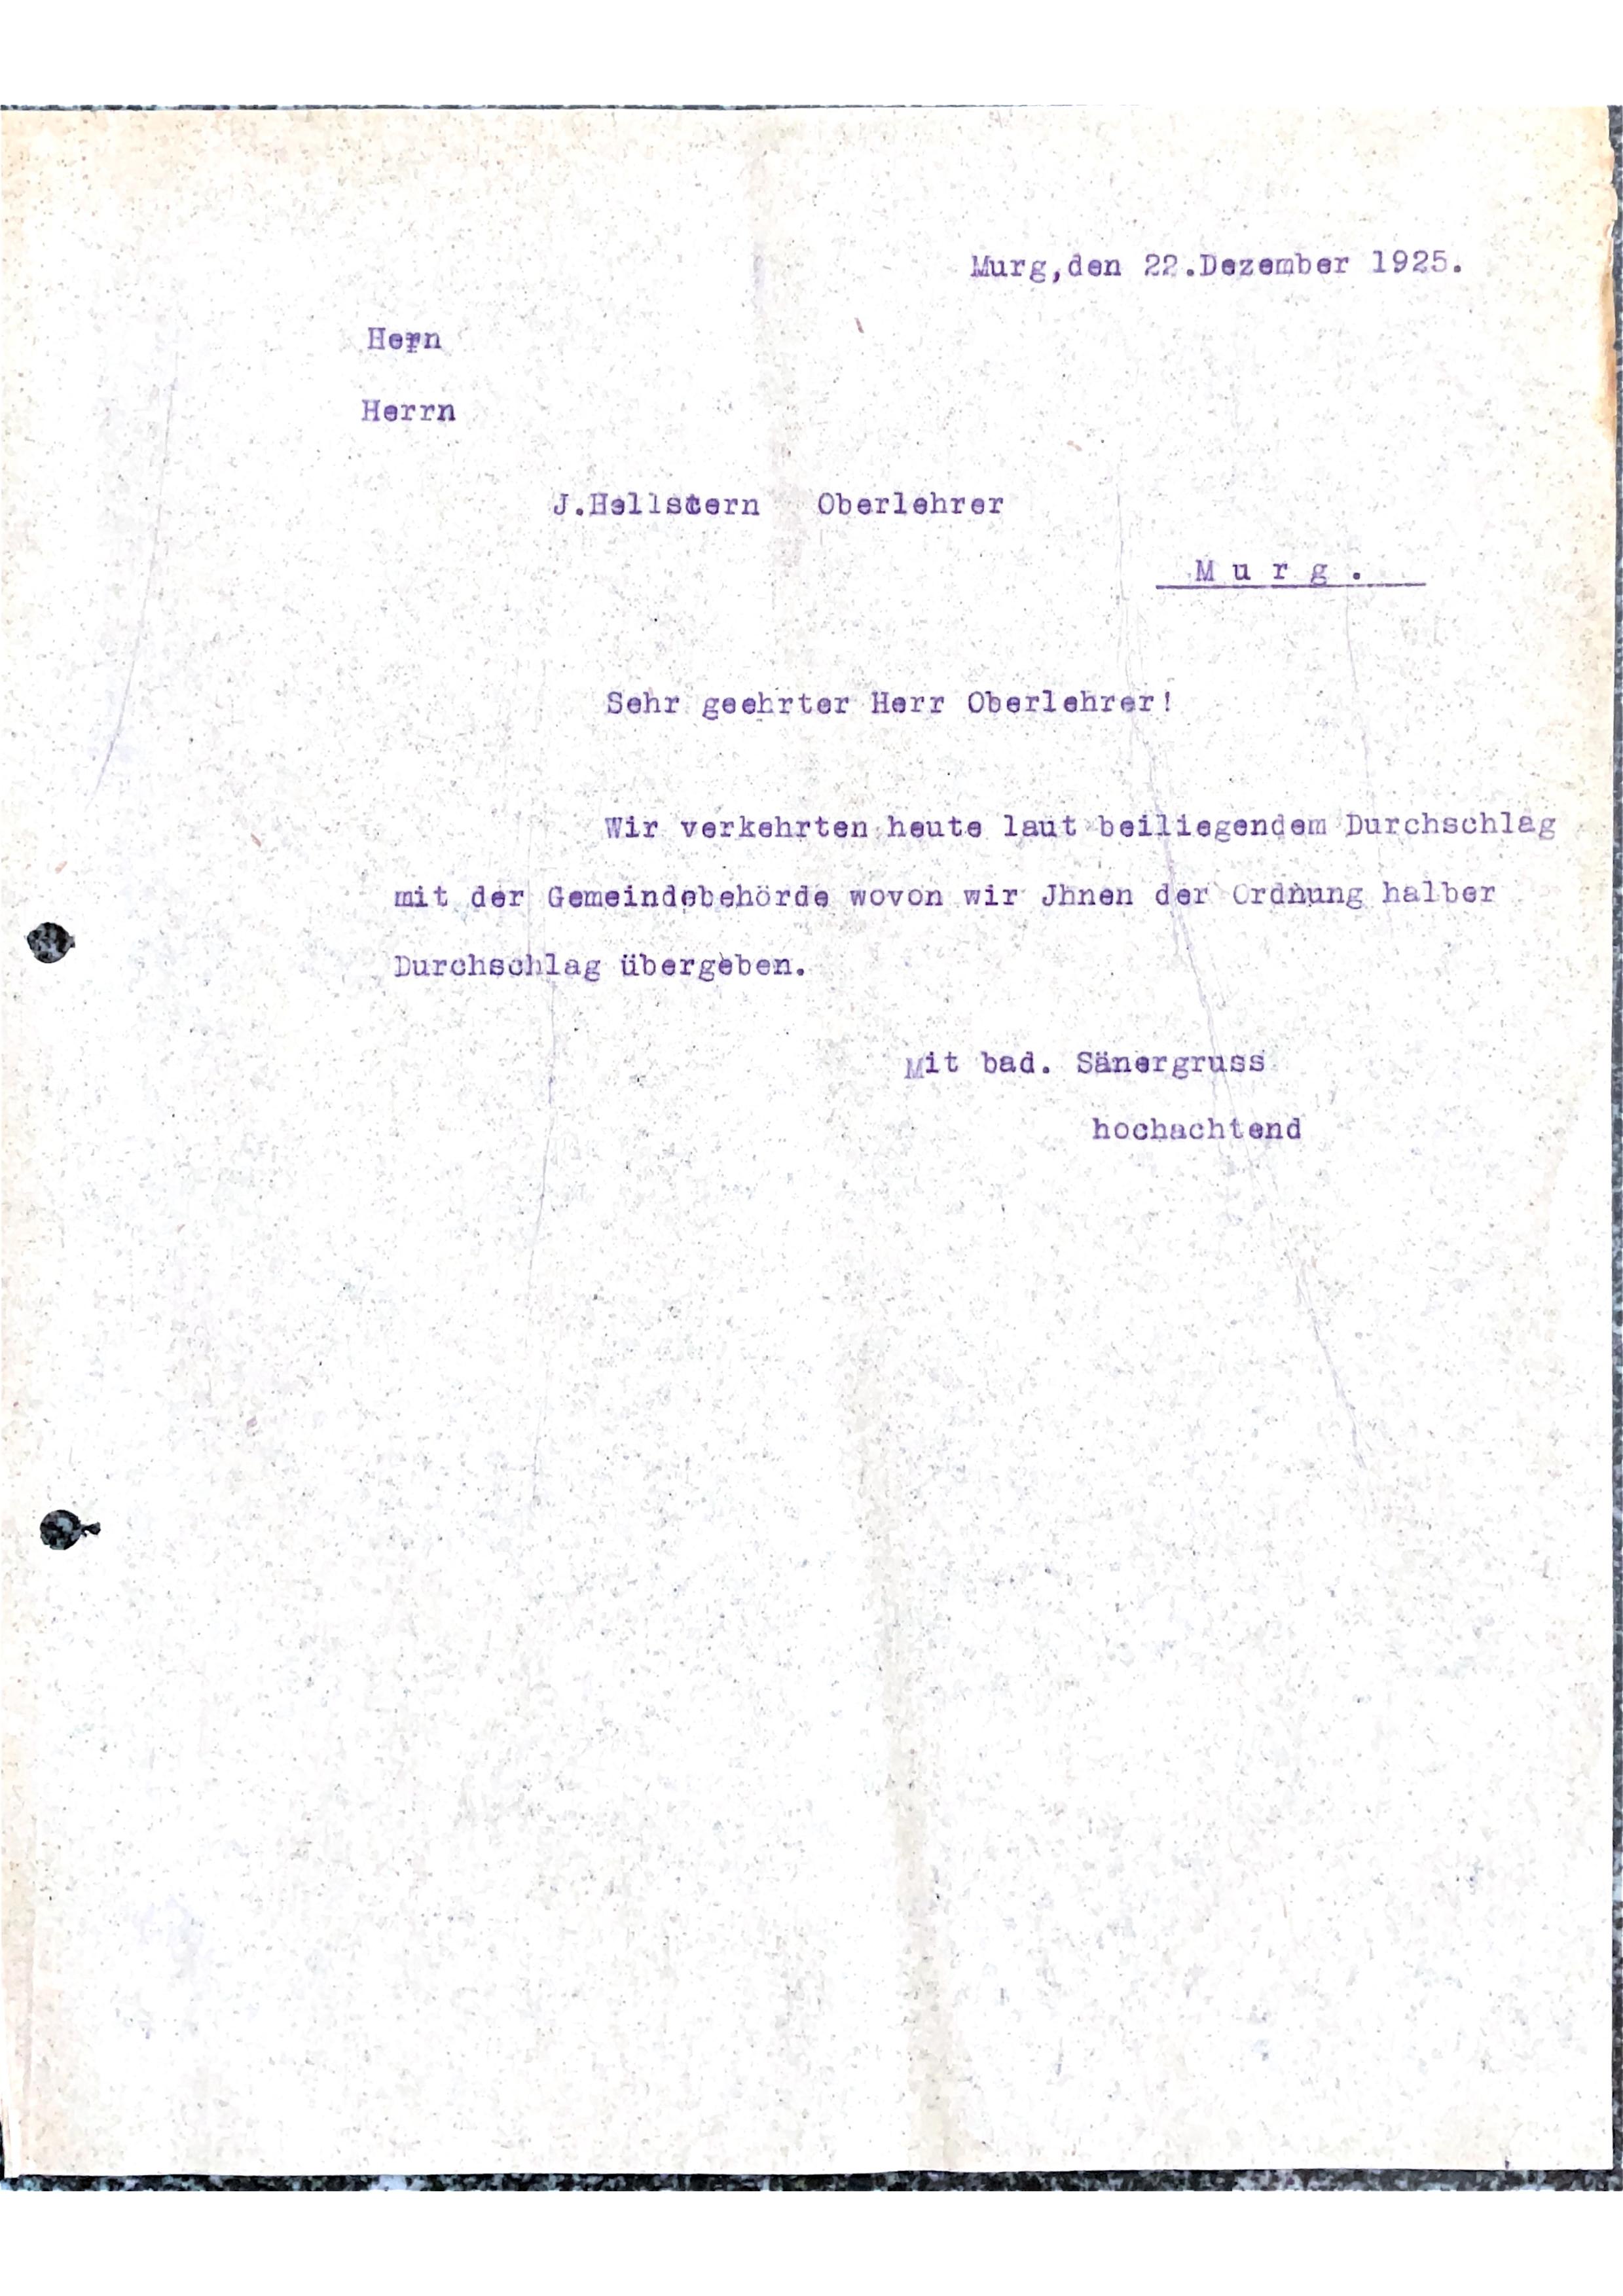 Murg,den 22.Dezember 1925.
Hern
Herrn
J.Hellstern Oberlehrer
M u r g .
Sehr geehrter Herr Oberlehrer!
Wir verkehrten heute laut beiliegendem Durchschlag
mit der Gemeindebehörde wovon wir Jhnen der Ordnung halber
Durchschlag übergeben.
Mit bad. Sänergruss
hochachtend